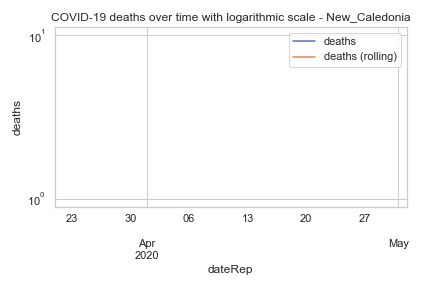 COVID-19 deaths over time with logarithmic scale - New_Caledonia
deaths
deaths (rolling)
10¹
deaths
10⁰
23 30 06 13 20 27
Apr May
2020
dateRep